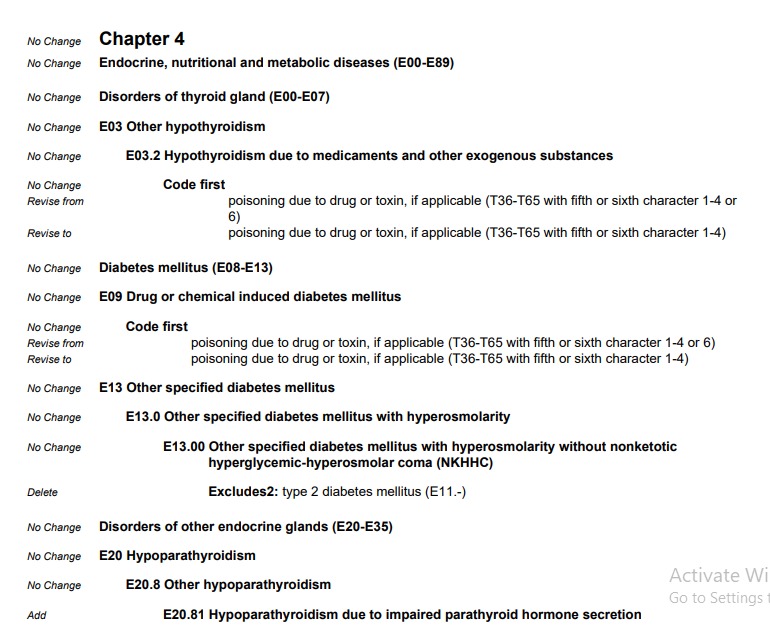 No Change Chapter 4
No Change Endocrine, nutritional and metabolic diseases (E00-E89)
No Change Disorders of thyroid gland (E00-E07)
No Change E03 Other hypothyroidism
No Change E03.2 Hypothyroidism due to medicaments and other exogenous substances
No Change Code first
Revise from poisoning due to drug or toxin, if applicable (T36-T65 with fifth or sixth character 1-4 or
6)
Revise to poisoning due to drug or toxin, if applicable (T36-T65 with fifth or sixth character 1-4)
No Change Diabetes mellitus (E08-E13)
No Change E09 Drug or chemical induced diabetes mellitus
No Change Code first
Revise from poisoning due to drug or toxin, if applicable (T36-T65 with fifth or sixth character 1-4 or 6)
Revise to poisoning due to drug or toxin, if applicable (T36-T65 with fifth or sixth character 1-4)
No Change E13 Other specified diabetes mellitus
No Change E13.0 Other specified diabetes mellitus with hyperosmolarity
No Change E13.00 Other specified diabetes mellitus with hyperosmolarity without nonketotic
hyperglycemic-hyperosmolar coma (NKHHC)
Delete Excludes2: type 2 diabetes mellitus (E11.-)
No Change Disorders of other endocrine glands (E20-E35)
No Change E20 Hypoparathyroidism
No Change E20.8 Other hypoparathyroidism
Activate Wi
Go to Settings t
Add E20.81 Hypoparathyroidism due to impaired parathyroid hormone secretion